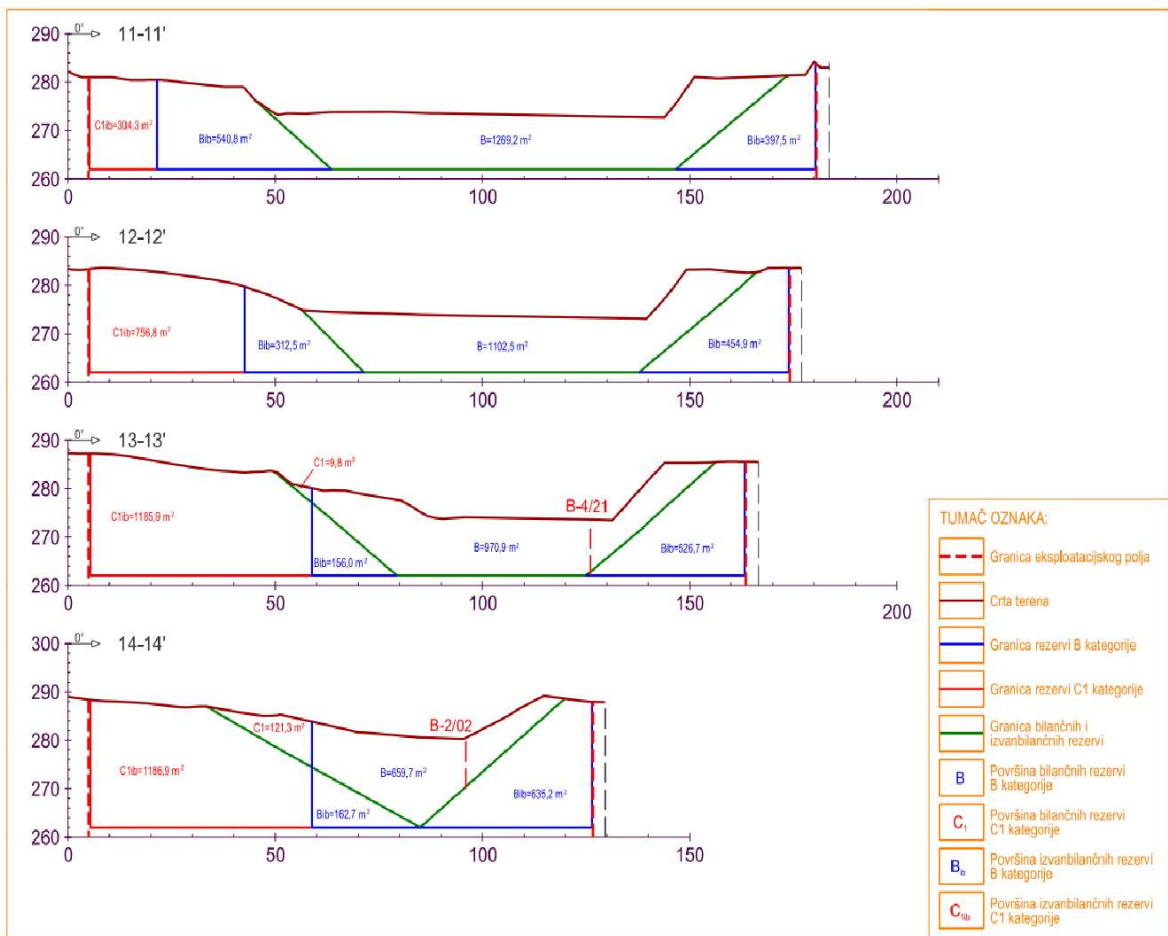 290
280
270
260
0°
11-11'
C1ib=304,3 m²
Bib=540,8 m²
B=1269,2 m²
Bib=397,5 m²
0 50 100 150 200
290
280
270
260
0°
12-12'
C1ib=756,8 m²
Bib=312,5 m²
B=1102,5 m²
Bib=454,9 m²
0 50 100 150 200
290
280
270
260
0°
13-13'
C1=9,8 m²
B-4/21
C1ib=1185,9 m²
B=970,9 m²
Bib=156,0 m²
Bib=526,7 m²
0 50 100 150 200
300
290
280
270
260
0°
14-14'
C1=121,3 m²
B-2/02
C1ib=1186,9 m²
B=659,7 m²
Bib=162,7 m²
Bib=635,2 m²
0 50 100 150
TUMAČ OZNAKA:
Granica eksploatacijskog polja
Crta terena
Granica rezervi B kategorije
Granica rezervi C1 kategorije
Granica bilančnih i
izvanbilančnih rezervi
B Površina bilančnih rezervi
B kategorije
C₁ Površina bilančnih rezervi
C1 kategorije
Bib Površina izvanbilančnih rezervi
B kategorije
C1ib Površina izvanbilančnih rezervi
C1 kategorije